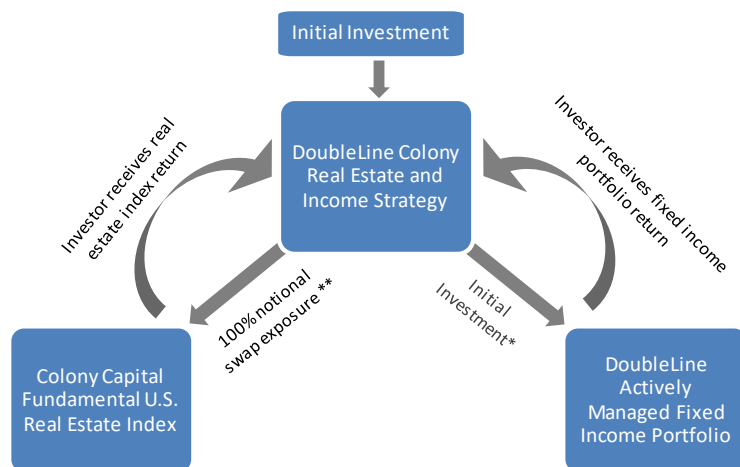 Initial Investment
DoubleLine Colony
Real Estate and
Income Strategy
Investor receives real
estate index return
Investor receives fixed income
portfolio return
100% notional
swap exposure **
Initial
Investment*
Colony Capital
Fundamental U.S.
Real Estate Index
DoubleLine
Actively
Managed Fixed
Income Portfolio